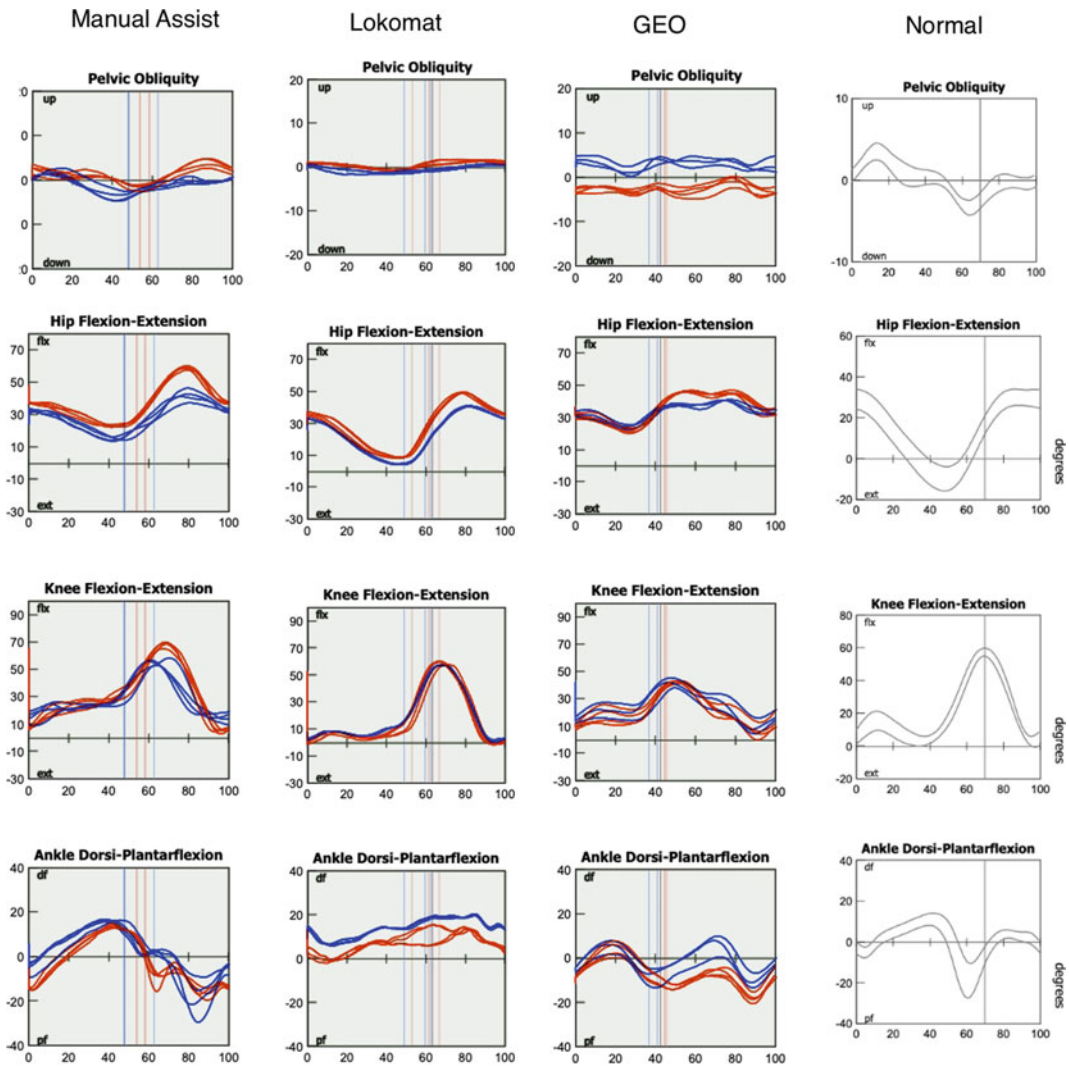 Manual Assist
Lokomat
GEO
Normal
Pelvic Obliquity
:0
up
0
0
0
:0
down
0 20 40 60 80 100
Pelvic Obliquity
20
up
10
0
-10
-20
down
0 20 40 60 80 100
Pelvic Obliquity
20
up
10
0
-10
-20
down
0 20 40 60 80 100
Pelvic Obliquity
10
up
0
-10
down
0 20 40 60 80 100
Hip Flexion-Extension
flx
70
50
30
10
-10
-30
ext
0 20 40 60 80 100
Hip Flexion-Extension
flx
70
50
30
10
-10
-30
ext
0 20 40 60 80 100
Hip Flexion-Extension
flx
70
50
30
10
-10
-30
ext
0 20 40 60 80 100
Hip Flexion-Extension
60
flx
40
20
0
-20
ext
0 20 40 60 80 100
degrees
Knee Flexion-Extension
flx
90
70
50
30
10
-10
-30
ext
0 20 40 60 80 100
Knee Flexion-Extension
flx
90
70
50
30
10
-10
-30
ext
0 20 40 60 80 100
Knee Flexion-Extension
flx
90
70
50
30
10
-10
-30
ext
0 20 40 60 80 100
Knee Flexion-Extension
80
flx
60
40
20
0
-20
ext
0 20 40 60 80 100
degrees
Ankle Dorsi-Plantarflexion
40
df
20
0
-20
-40
pf
0 20 40 60 80 100
Ankle Dorsi-Plantarflexion
40
df
20
0
-20
-40
pf
0 20 40 60 80 100
Ankle Dorsi-Plantarflexion
40
df
20
0
-20
-40
pf
0 20 40 60 80 100
Ankle Dorsi-Plantarflexion
40
df
20
0
-20
-40
pf
0 20 40 60 80 100
degrees